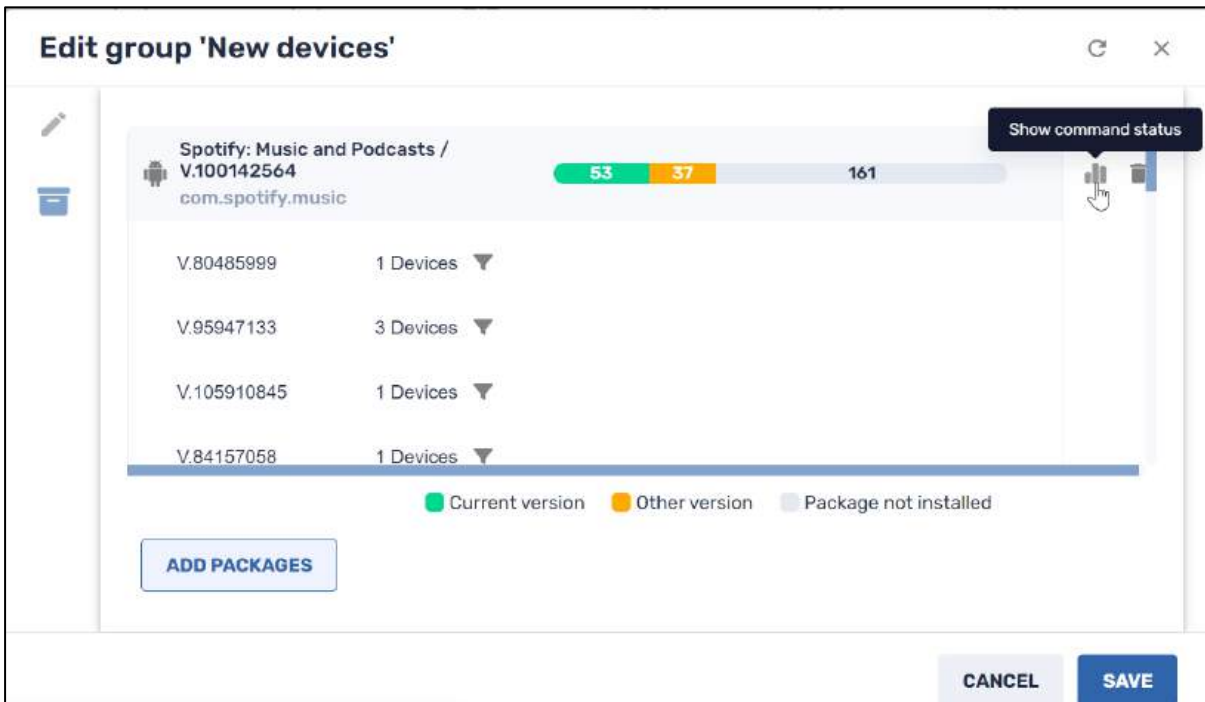 Edit group 'New devices'
Show command status
Spotify: Music and Podcasts /
V.100142564
com.spotify.music
53 37 161
V.80485999 1 Devices
V.95947133 3 Devices
V.105910845 1 Devices
V.84157058 1 Devices
Current version Other version Package not installed
ADD PACKAGES
CANCEL SAVE